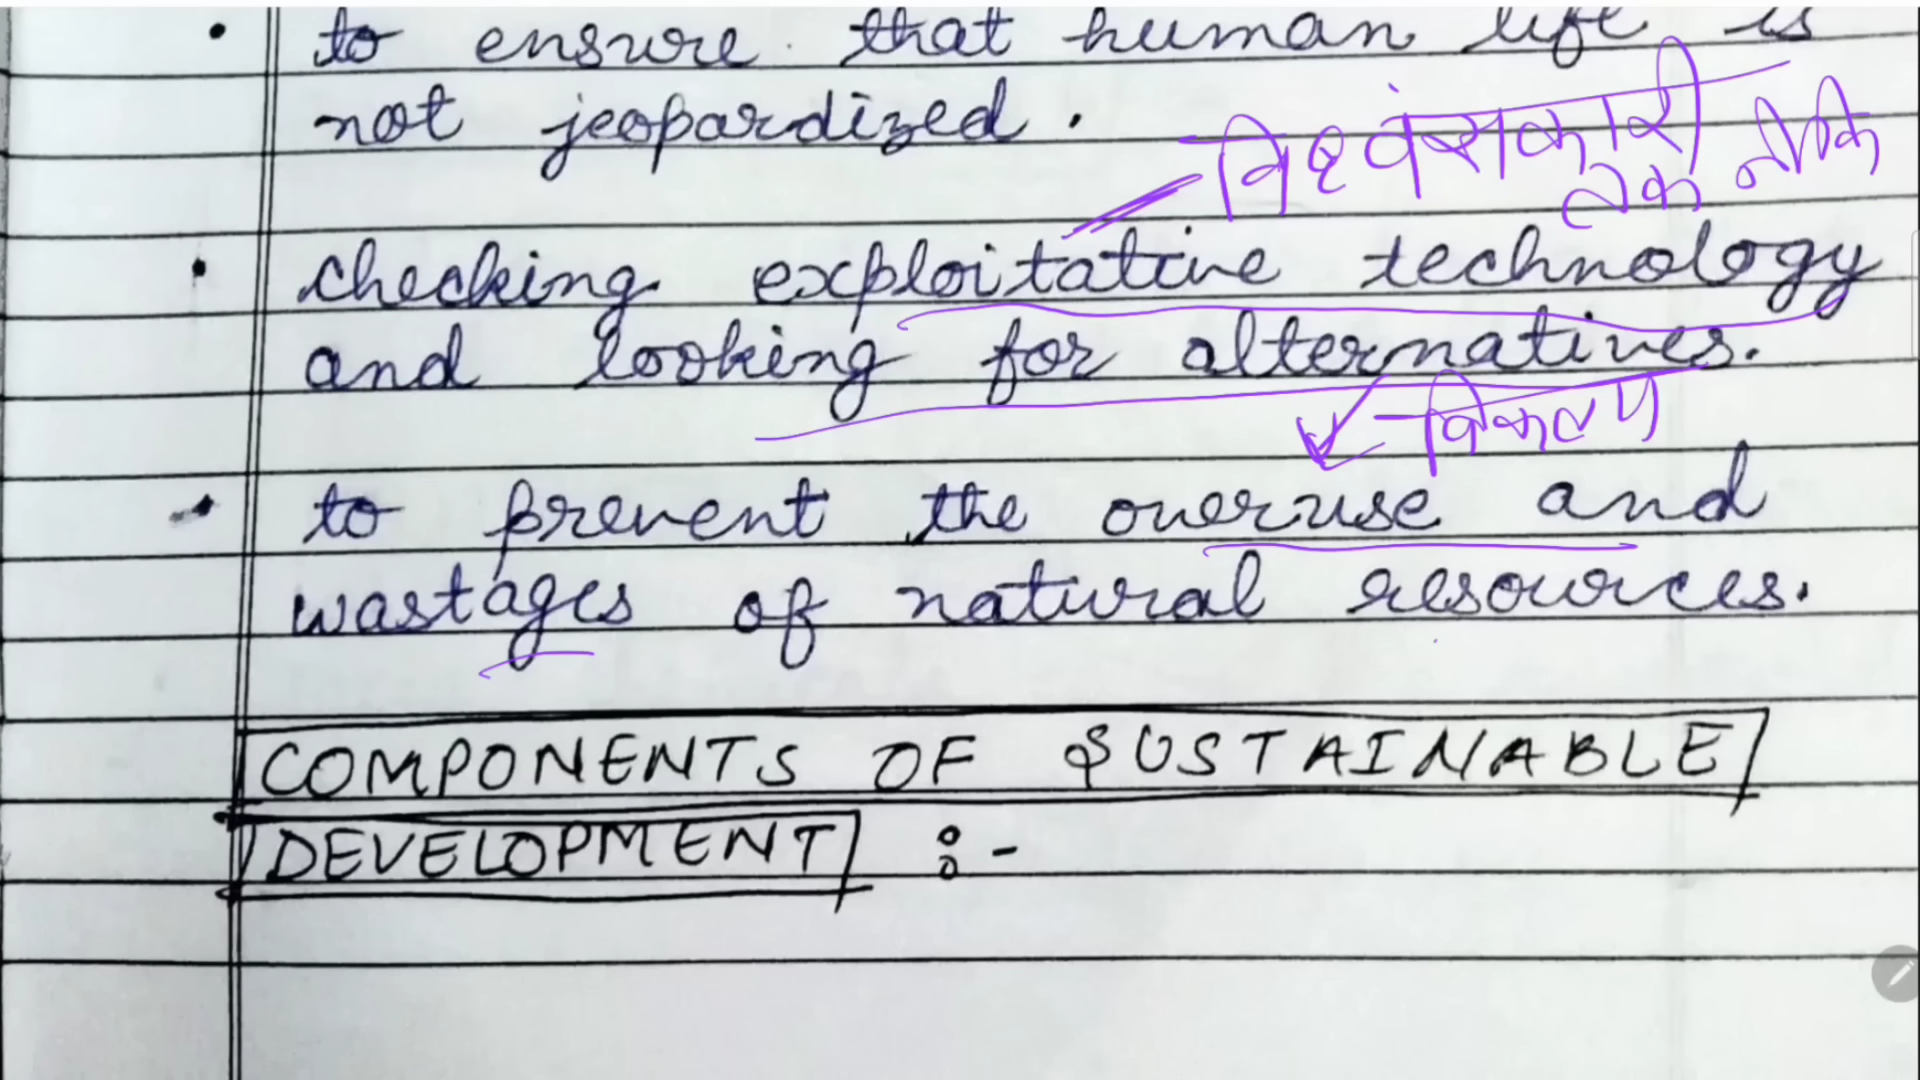 to ensure that human life is
not jeopardized.
विध्वंसकारी
तकनीकि
checking exploitative technology
and looking for alternatives.
विकल्प
to prevent the overuse and
wastages of natural resources.
COMPONENTS OF SUSTAINABLE
DEVELOPMENT :-